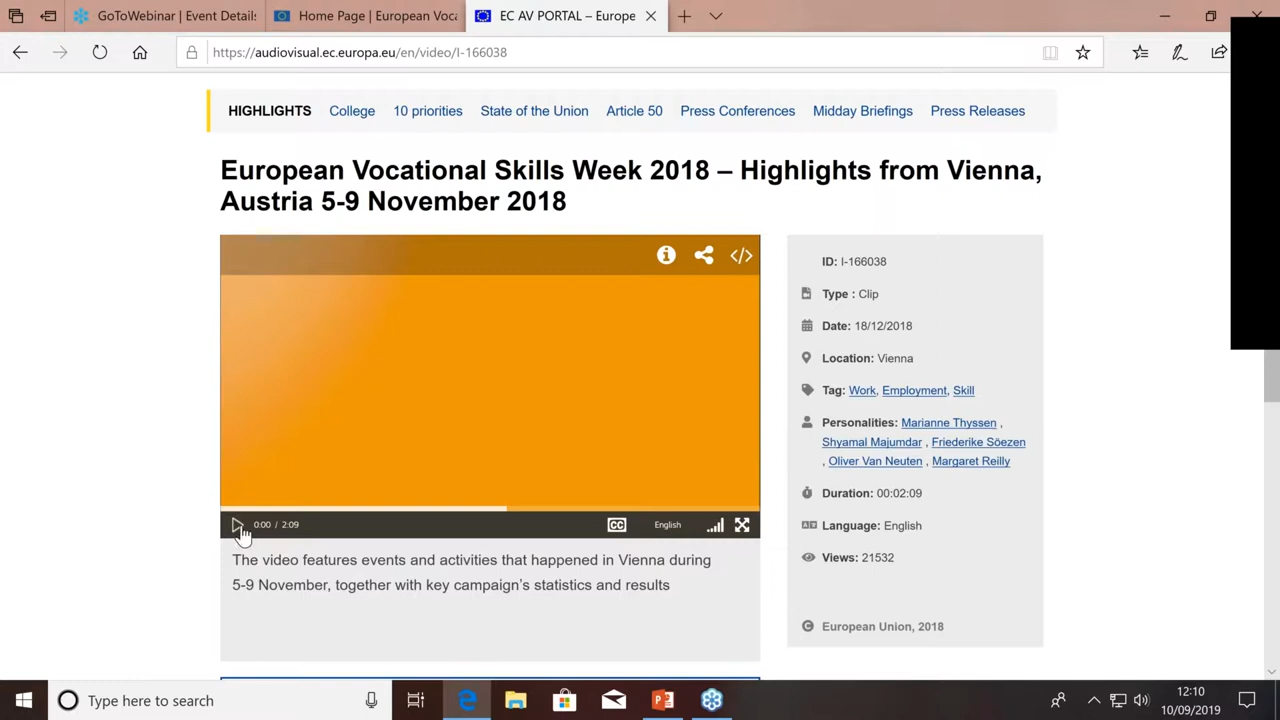 GoToWebinar | Event Details
Home Page | European Voca
EC AV PORTAL – Europe
https://audiovisual.ec.europa.eu/en/video/I-166038
HIGHLIGHTS College 10 priorities State of the Union Article 50 Press Conferences Midday Briefings Press Releases
European Vocational Skills Week 2018 – Highlights from Vienna,
Austria 5-9 November 2018
0:00 / 2:09 CC English
The video features events and activities that happened in Vienna during
5-9 November, together with key campaign's statistics and results
ID: I-166038
Type : Clip
Date: 18/12/2018
Location: Vienna
Tag: Work, Employment, Skill
Personalities: Marianne Thyssen ,
Shyamal Majumdar , Friederike Söezen
, Oliver Van Neuten , Margaret Reilly
Duration: 00:02:09
Language: English
Views: 21532
European Union, 2018
Type here to search
12:10
10/09/2019